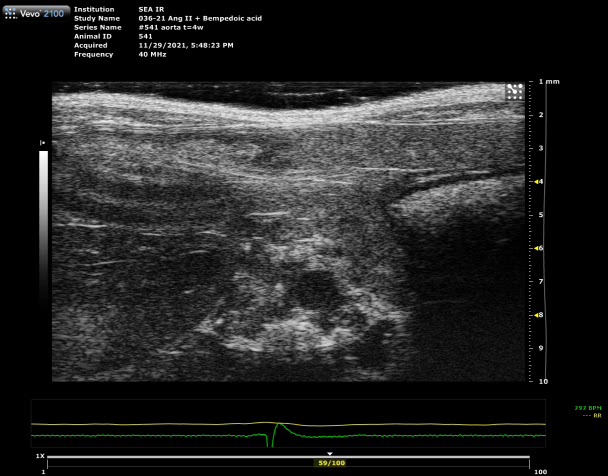 Vevo 2100
Institution SEA IR
Study Name 036-21 Ang II + Bempedoic acid
Series Name #541 aorta t=4w
Animal ID 541
Acquired 11/29/2021, 5:48:23 PM
Frequency 40 MHz
1 mm
2
3
4
5
6
7
8
9
10
292 BPM
--- RR
1X
59/100
1
100